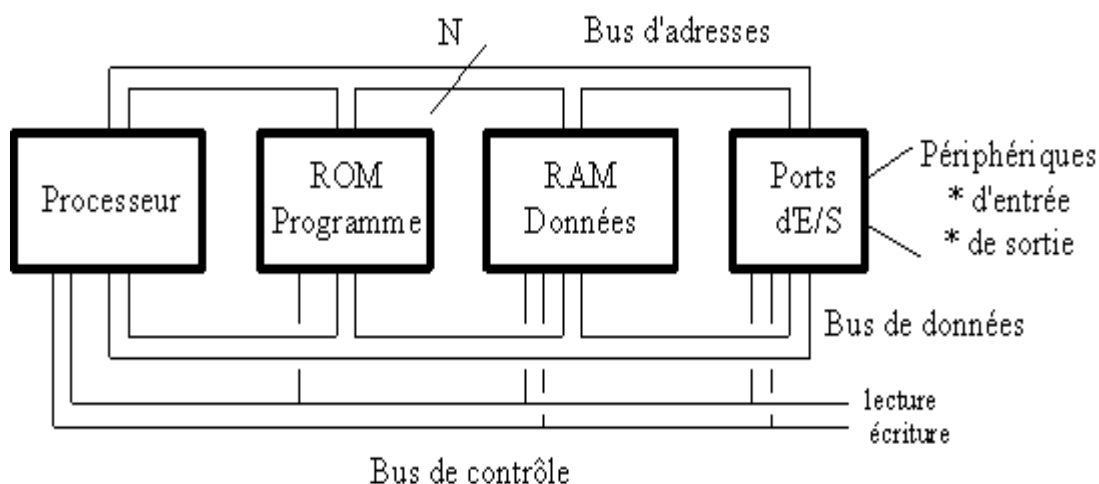 N
Bus d'adresses
Processeur
ROM
Programme
RAM
Données
Ports
d'E/S
Périphériques
* d'entrée
* de sortie
Bus de données
lecture
écriture
Bus de contrôle